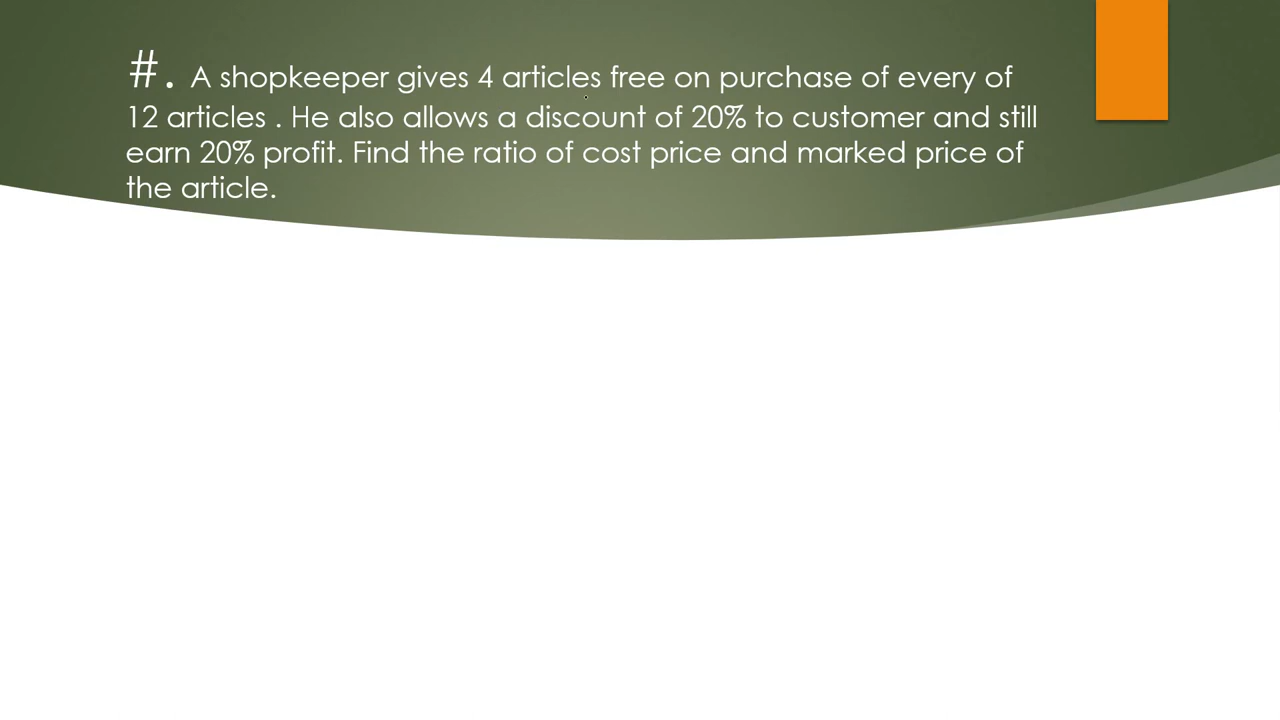 #. A shopkeeper gives 4 articles free on purchase of every of
12 articles . He also allows a discount of 20% to customer and still
earn 20% profit. Find the ratio of cost price and marked price of
the article.